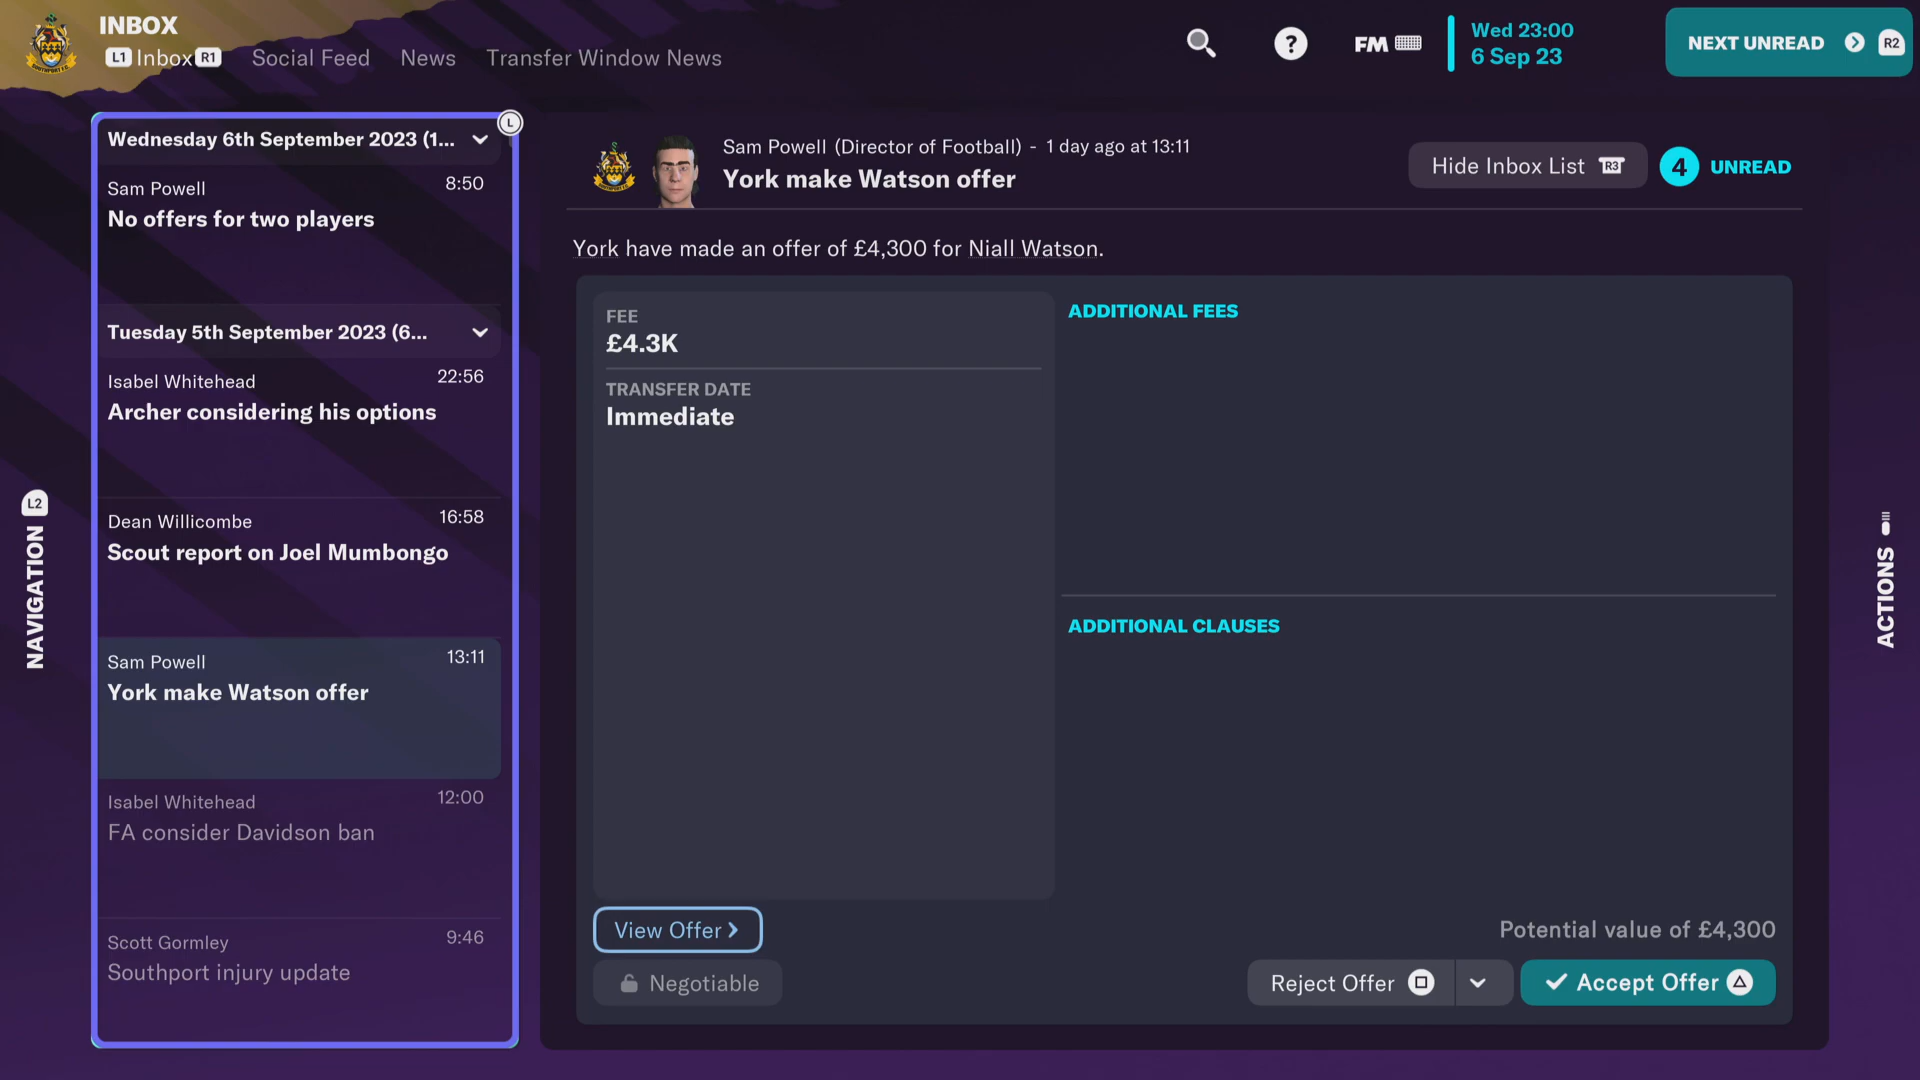 INBOX
L1 Inbox R1 Social Feed News Transfer Window News
FM
Wed 23:00
6 Sep 23
NEXT UNREAD R2
L
Wednesday 6th September 2023 (1...
Sam Powell 8:50
No offers for two players
Tuesday 5th September 2023 (6...
Isabel Whitehead 22:56
Archer considering his options
Dean Willicombe 16:58
Scout report on Joel Mumbongo
Sam Powell 13:11
York make Watson offer
Isabel Whitehead 12:00
FA consider Davidson ban
Scott Gormley 9:46
Southport injury update
L2
NAVIGATION
Sam Powell (Director of Football) - 1 day ago at 13:11
York make Watson offer
Hide Inbox List R3
4 UNREAD
York have made an offer of £4,300 for Niall Watson.
FEE
£4.3K
TRANSFER DATE
Immediate
ADDITIONAL FEES
ADDITIONAL CLAUSES
View Offer
Potential value of £4,300
Negotiable
Reject Offer
Accept Offer
ACTIONS